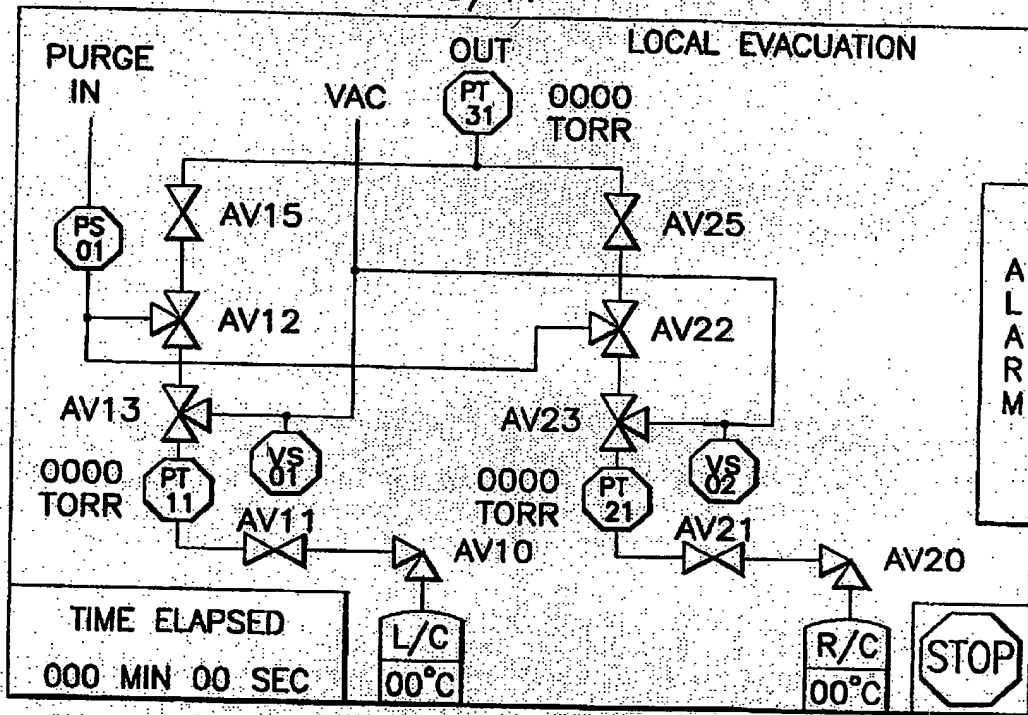 LOCAL EVACUATION
PURGE
IN
VAC
OUT
PT
31
0000
TORR
PS
01
AV15
AV25
AV12
AV22
AV13
AV23
VS
01
VS
02
0000
TORR
PT
11
0000
TORR
PT
21
AV11
AV10
AV21
AV20
ALARM
TIME ELAPSED
000 MIN 00 SEC
L/C
00°C
R/C
00°C
STOP